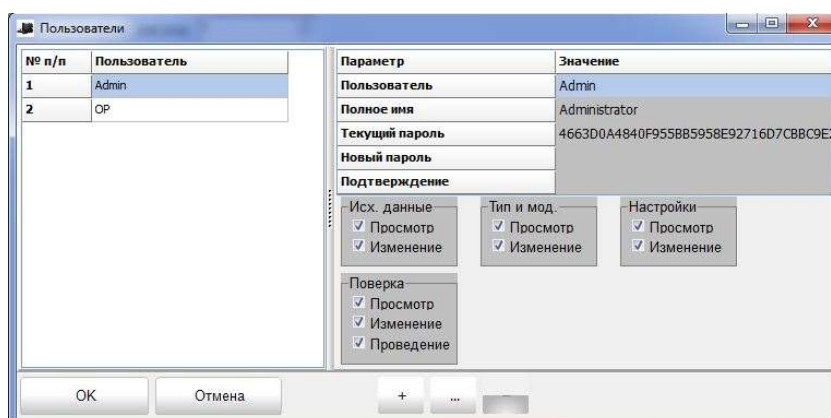 Пользователи
№ п/п Пользователь
1 Admin
2 OP
Параметр Значение
Пользователь Admin
Полное имя Administrator
Текущий пароль 4663D0A4840F955BB5958E92716D7CBBC9E2
Новый пароль
Подтверждение
Исх. данные Тип и мод. Настройки
Просмотр Просмотр Просмотр
Изменение Изменение Изменение
Поверка
Просмотр
Изменение
Проведение
OK Отмена + ... -